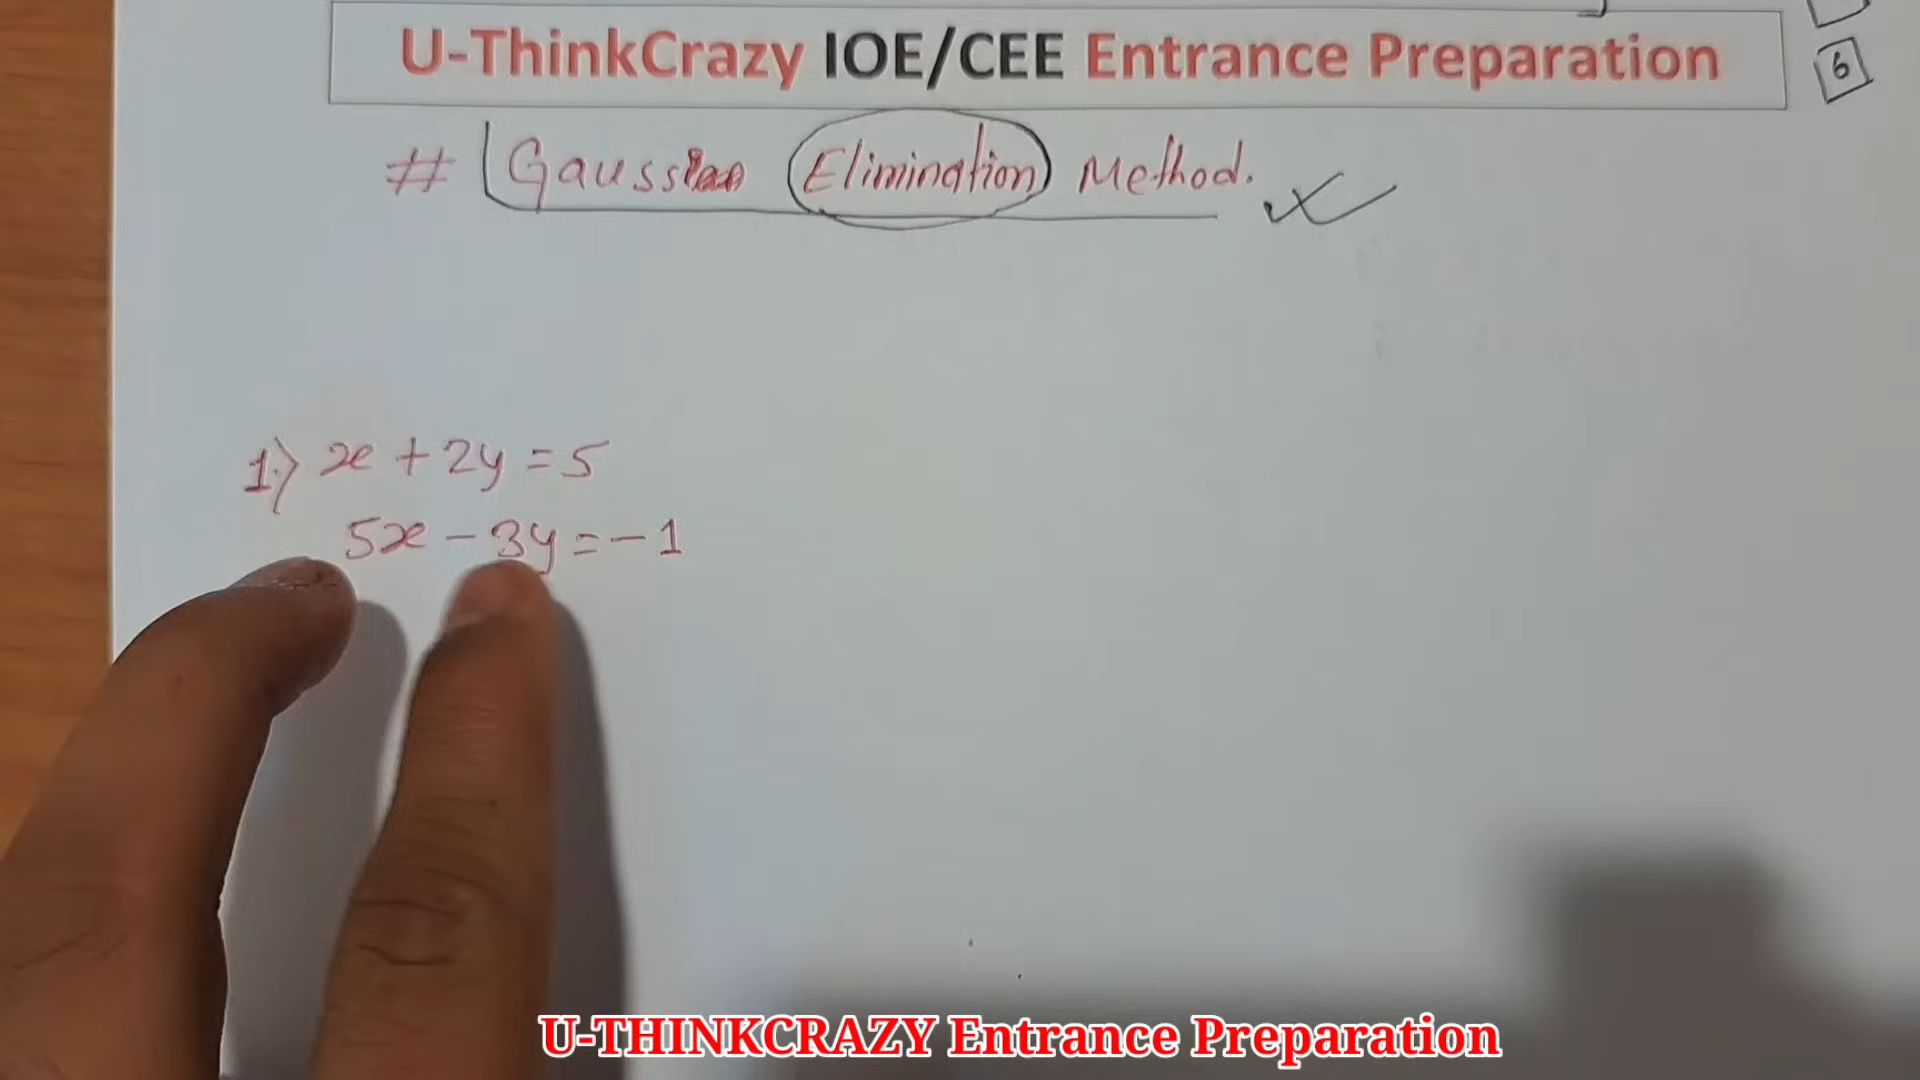 U-ThinkCrazy IOE/CEE Entrance Preparation
6
# Gaussian Elimination Method.
1.) x + 2y = 5
5x - 3y = -1
U-THINKCRAZY Entrance Preparation